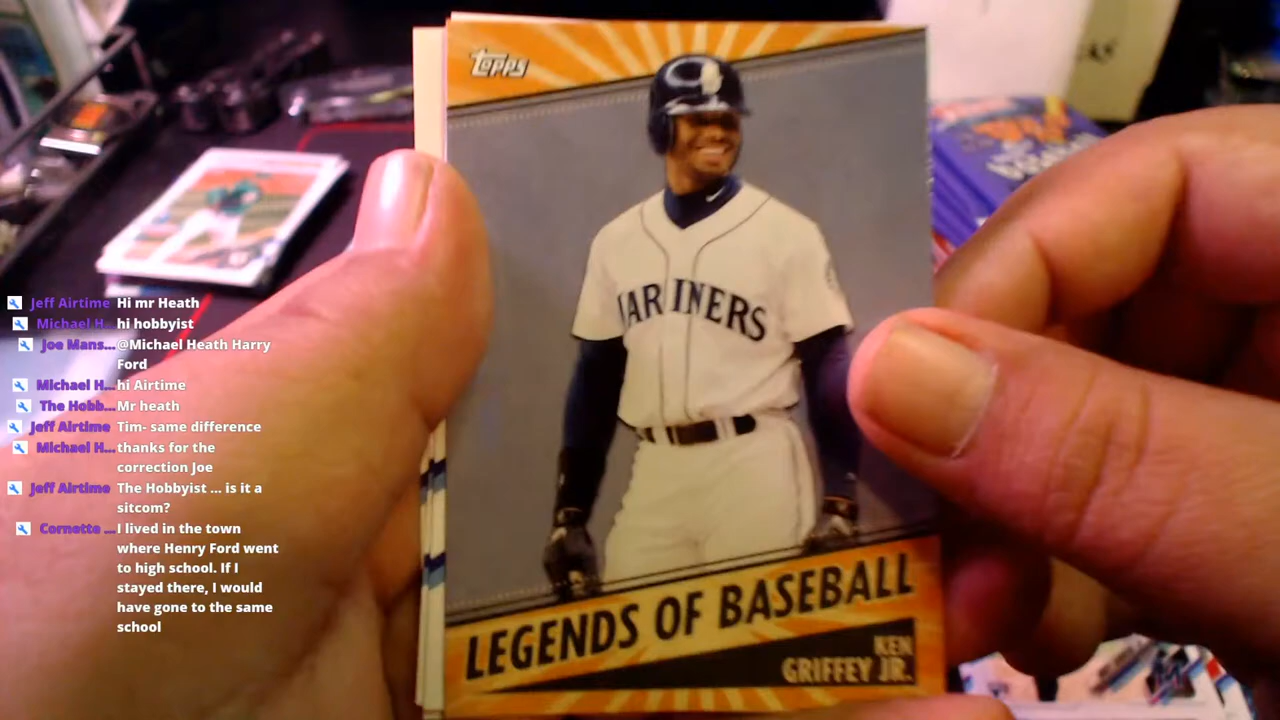 Topps
MARINERS
LEGENDS OF BASEBALL
KEN
GRIFFEY JR.
Jeff Airtime Hi mr Heath
Michael H... hi hobbyist
Joe Mans... @Michael Heath Harry
Ford
Michael H... hi Airtime
The Hobb... Mr heath
Jeff Airtime Tim- same difference
Michael H... thanks for the
correction Joe
Jeff Airtime The Hobbyist ... is it a
sitcom?
Cornette ... I lived in the town
where Henry Ford went
to high school. If I
stayed there, I would
have gone to the same
school